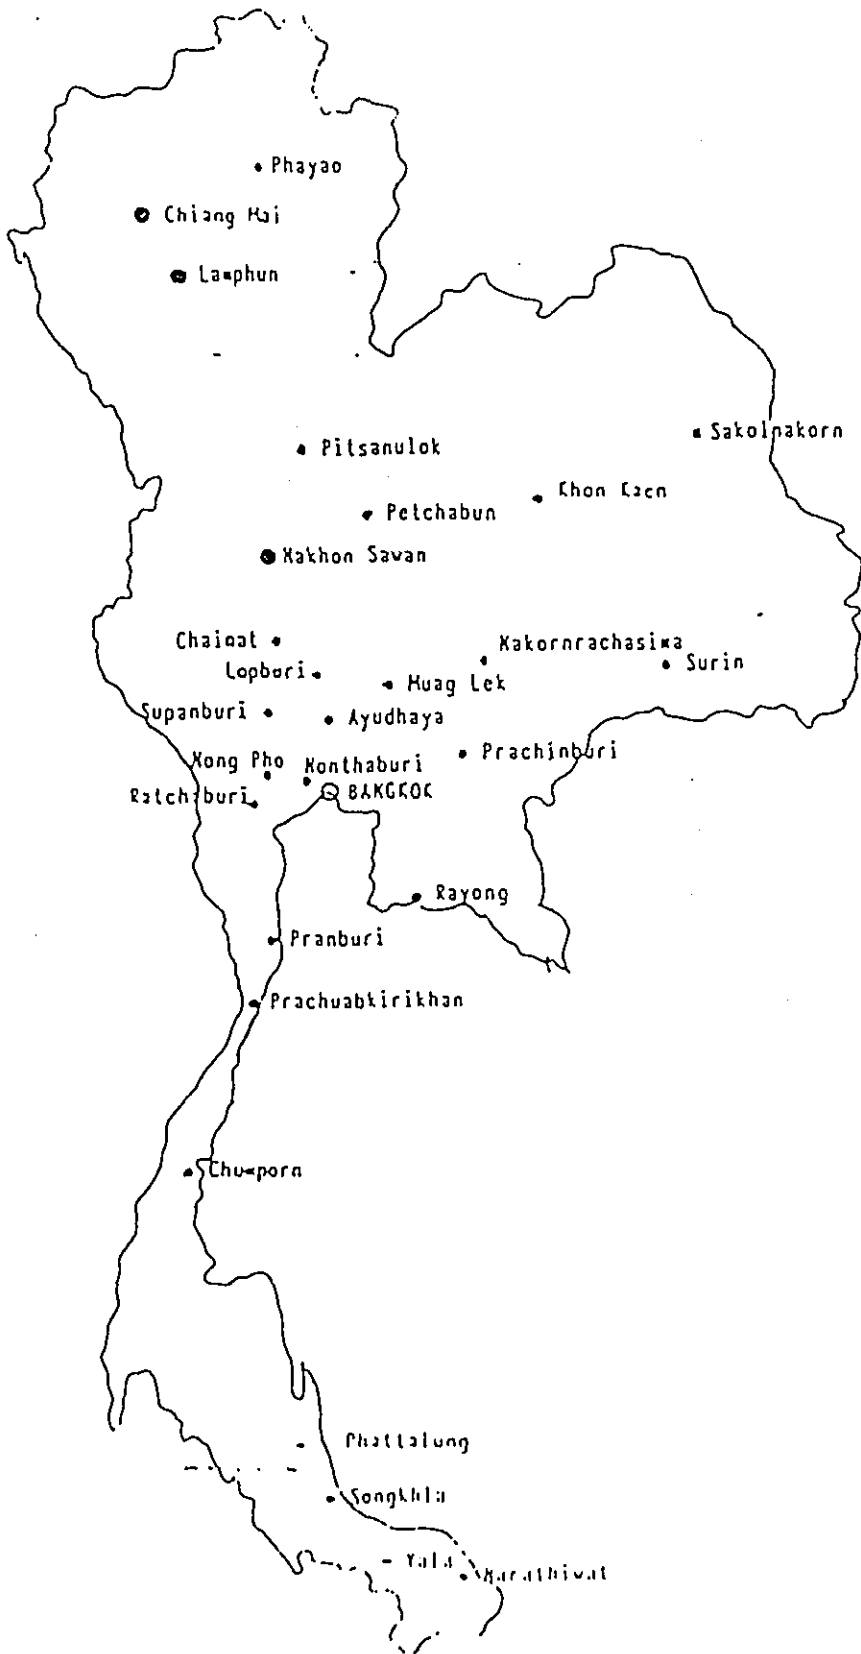 Phayao
Chiang Mai
Lamphun
Pitsanulok
Sakolnakorn
Khon Kaen
Petchabun
Nakhon Sawan
Chainat
Nakornrachasima
Lopburi
Surin
Muag Lek
Supanburi
Ayudhaya
Prachinburi
Nong Pho
Nonthaburi
BANGKOK
Ratchaburi
Rayong
Pranburi
Prachuabkirikhan
Chumporn
Phattalung
Songkhla
Yala
Narathiwat